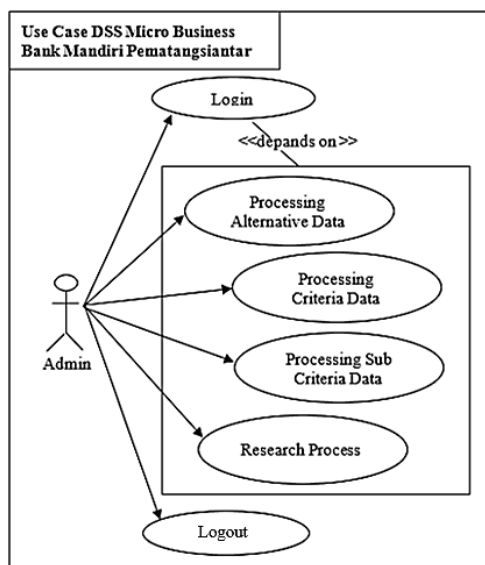 Use Case DSS Micro Business
Bank Mandiri Pematangsiantar
Login
<<depands on>>
Processing
Alternative Data
Processing
Criteria Data
Processing Sub
Criteria Data
Admin
Research Process
Logout